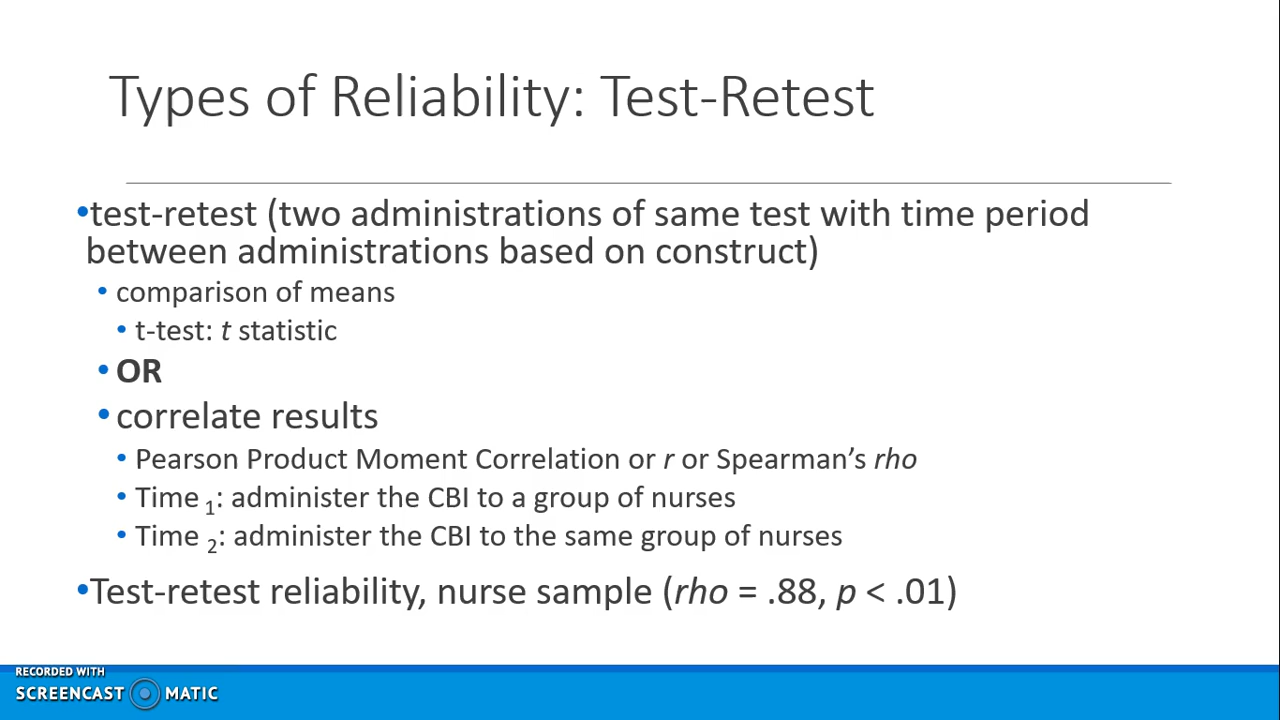 Types of Reliability: Test-Retest
•test-retest (two administrations of same test with time period
between administrations based on construct)
• comparison of means
• t-test: t statistic
• OR
• correlate results
• Pearson Product Moment Correlation or r or Spearman’s rho
• Time 1: administer the CBI to a group of nurses
• Time 2: administer the CBI to the same group of nurses
•Test-retest reliability, nurse sample (rho = .88, p < .01)
RECORDED WITH
SCREENCAST MATIC